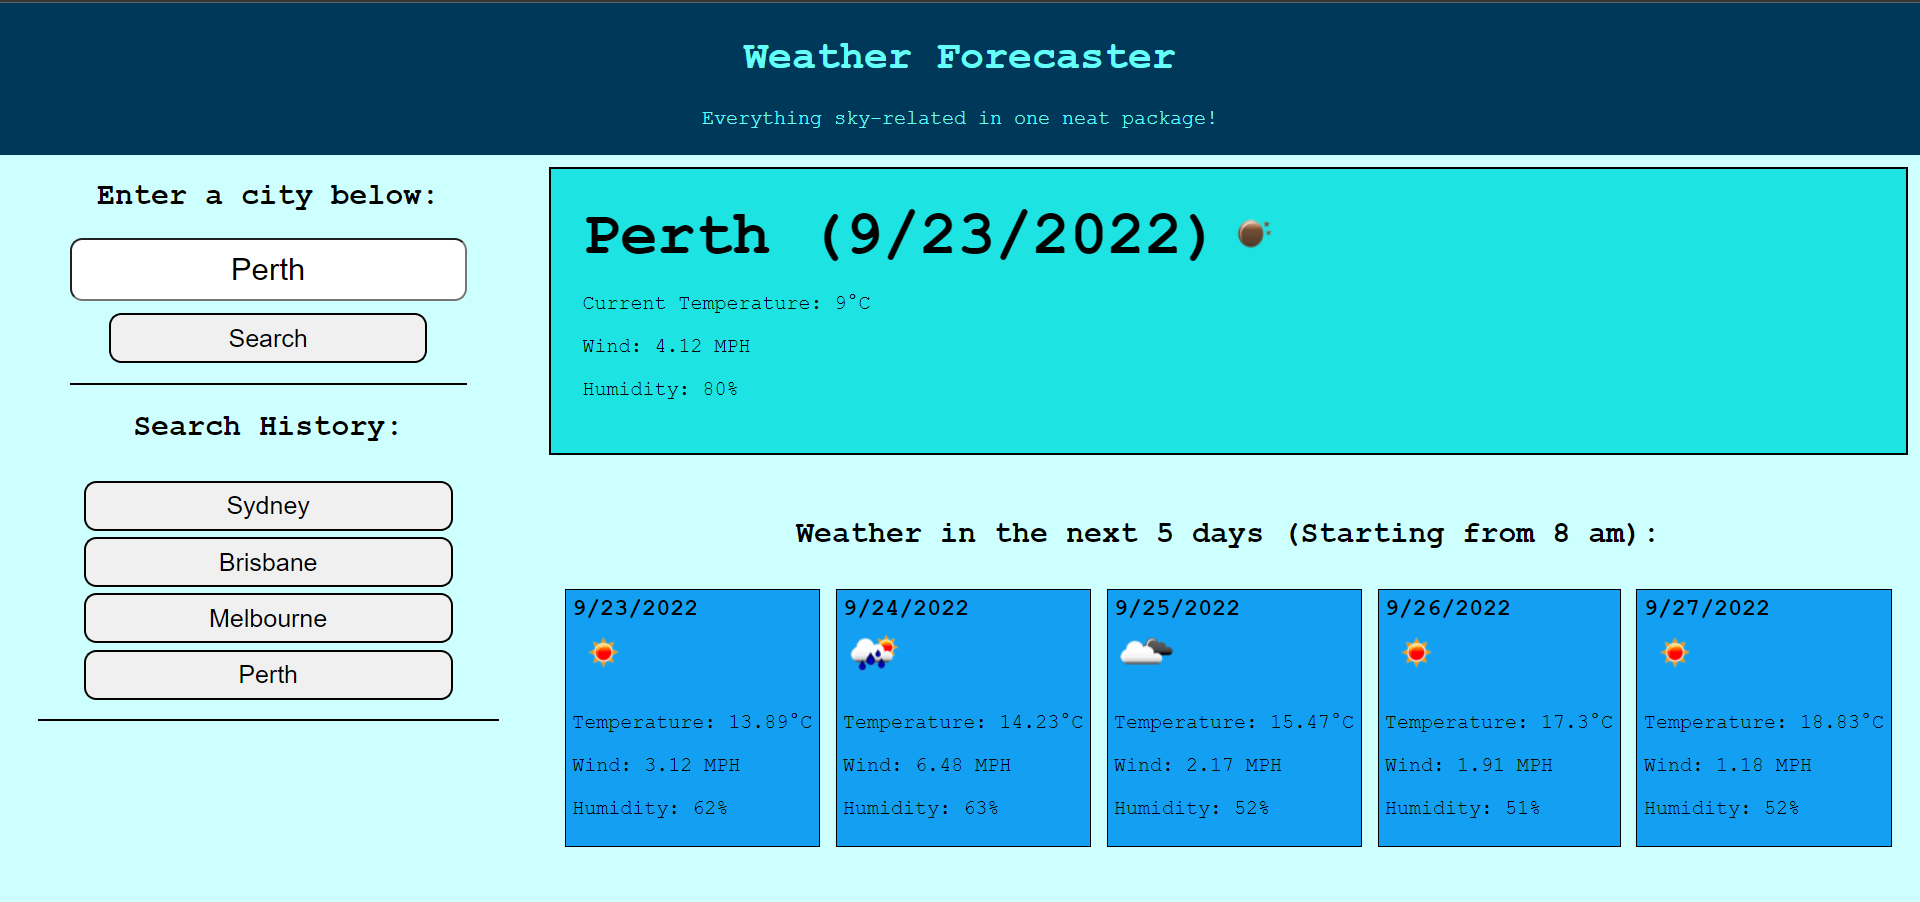 Weather Forecaster
Everything sky-related in one neat package!
Enter a city below:
Perth
Search
Search History:
Sydney
Brisbane
Melbourne
Perth
Perth (9/23/2022)
Current Temperature: 9°C
Wind: 4.12 MPH
Humidity: 80%
Weather in the next 5 days (Starting from 8 am):
9/23/2022
Temperature: 13.89°C
Wind: 3.12 MPH
Humidity: 62%
9/24/2022
Temperature: 14.23°C
Wind: 6.48 MPH
Humidity: 63%
9/25/2022
Temperature: 15.47°C
Wind: 2.17 MPH
Humidity: 52%
9/26/2022
Temperature: 17.3°C
Wind: 1.91 MPH
Humidity: 51%
9/27/2022
Temperature: 18.83°C
Wind: 1.18 MPH
Humidity: 52%